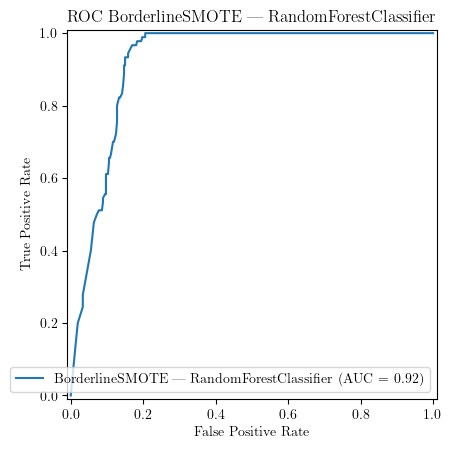 ROC BorderlineSMOTE — RandomForestClassifier
True Positive Rate
1.0
0.8
0.6
0.4
0.2
0.0
BorderlineSMOTE — RandomForestClassifier (AUC = 0.92)
0.0 0.2 0.4 0.6 0.8 1.0
False Positive Rate